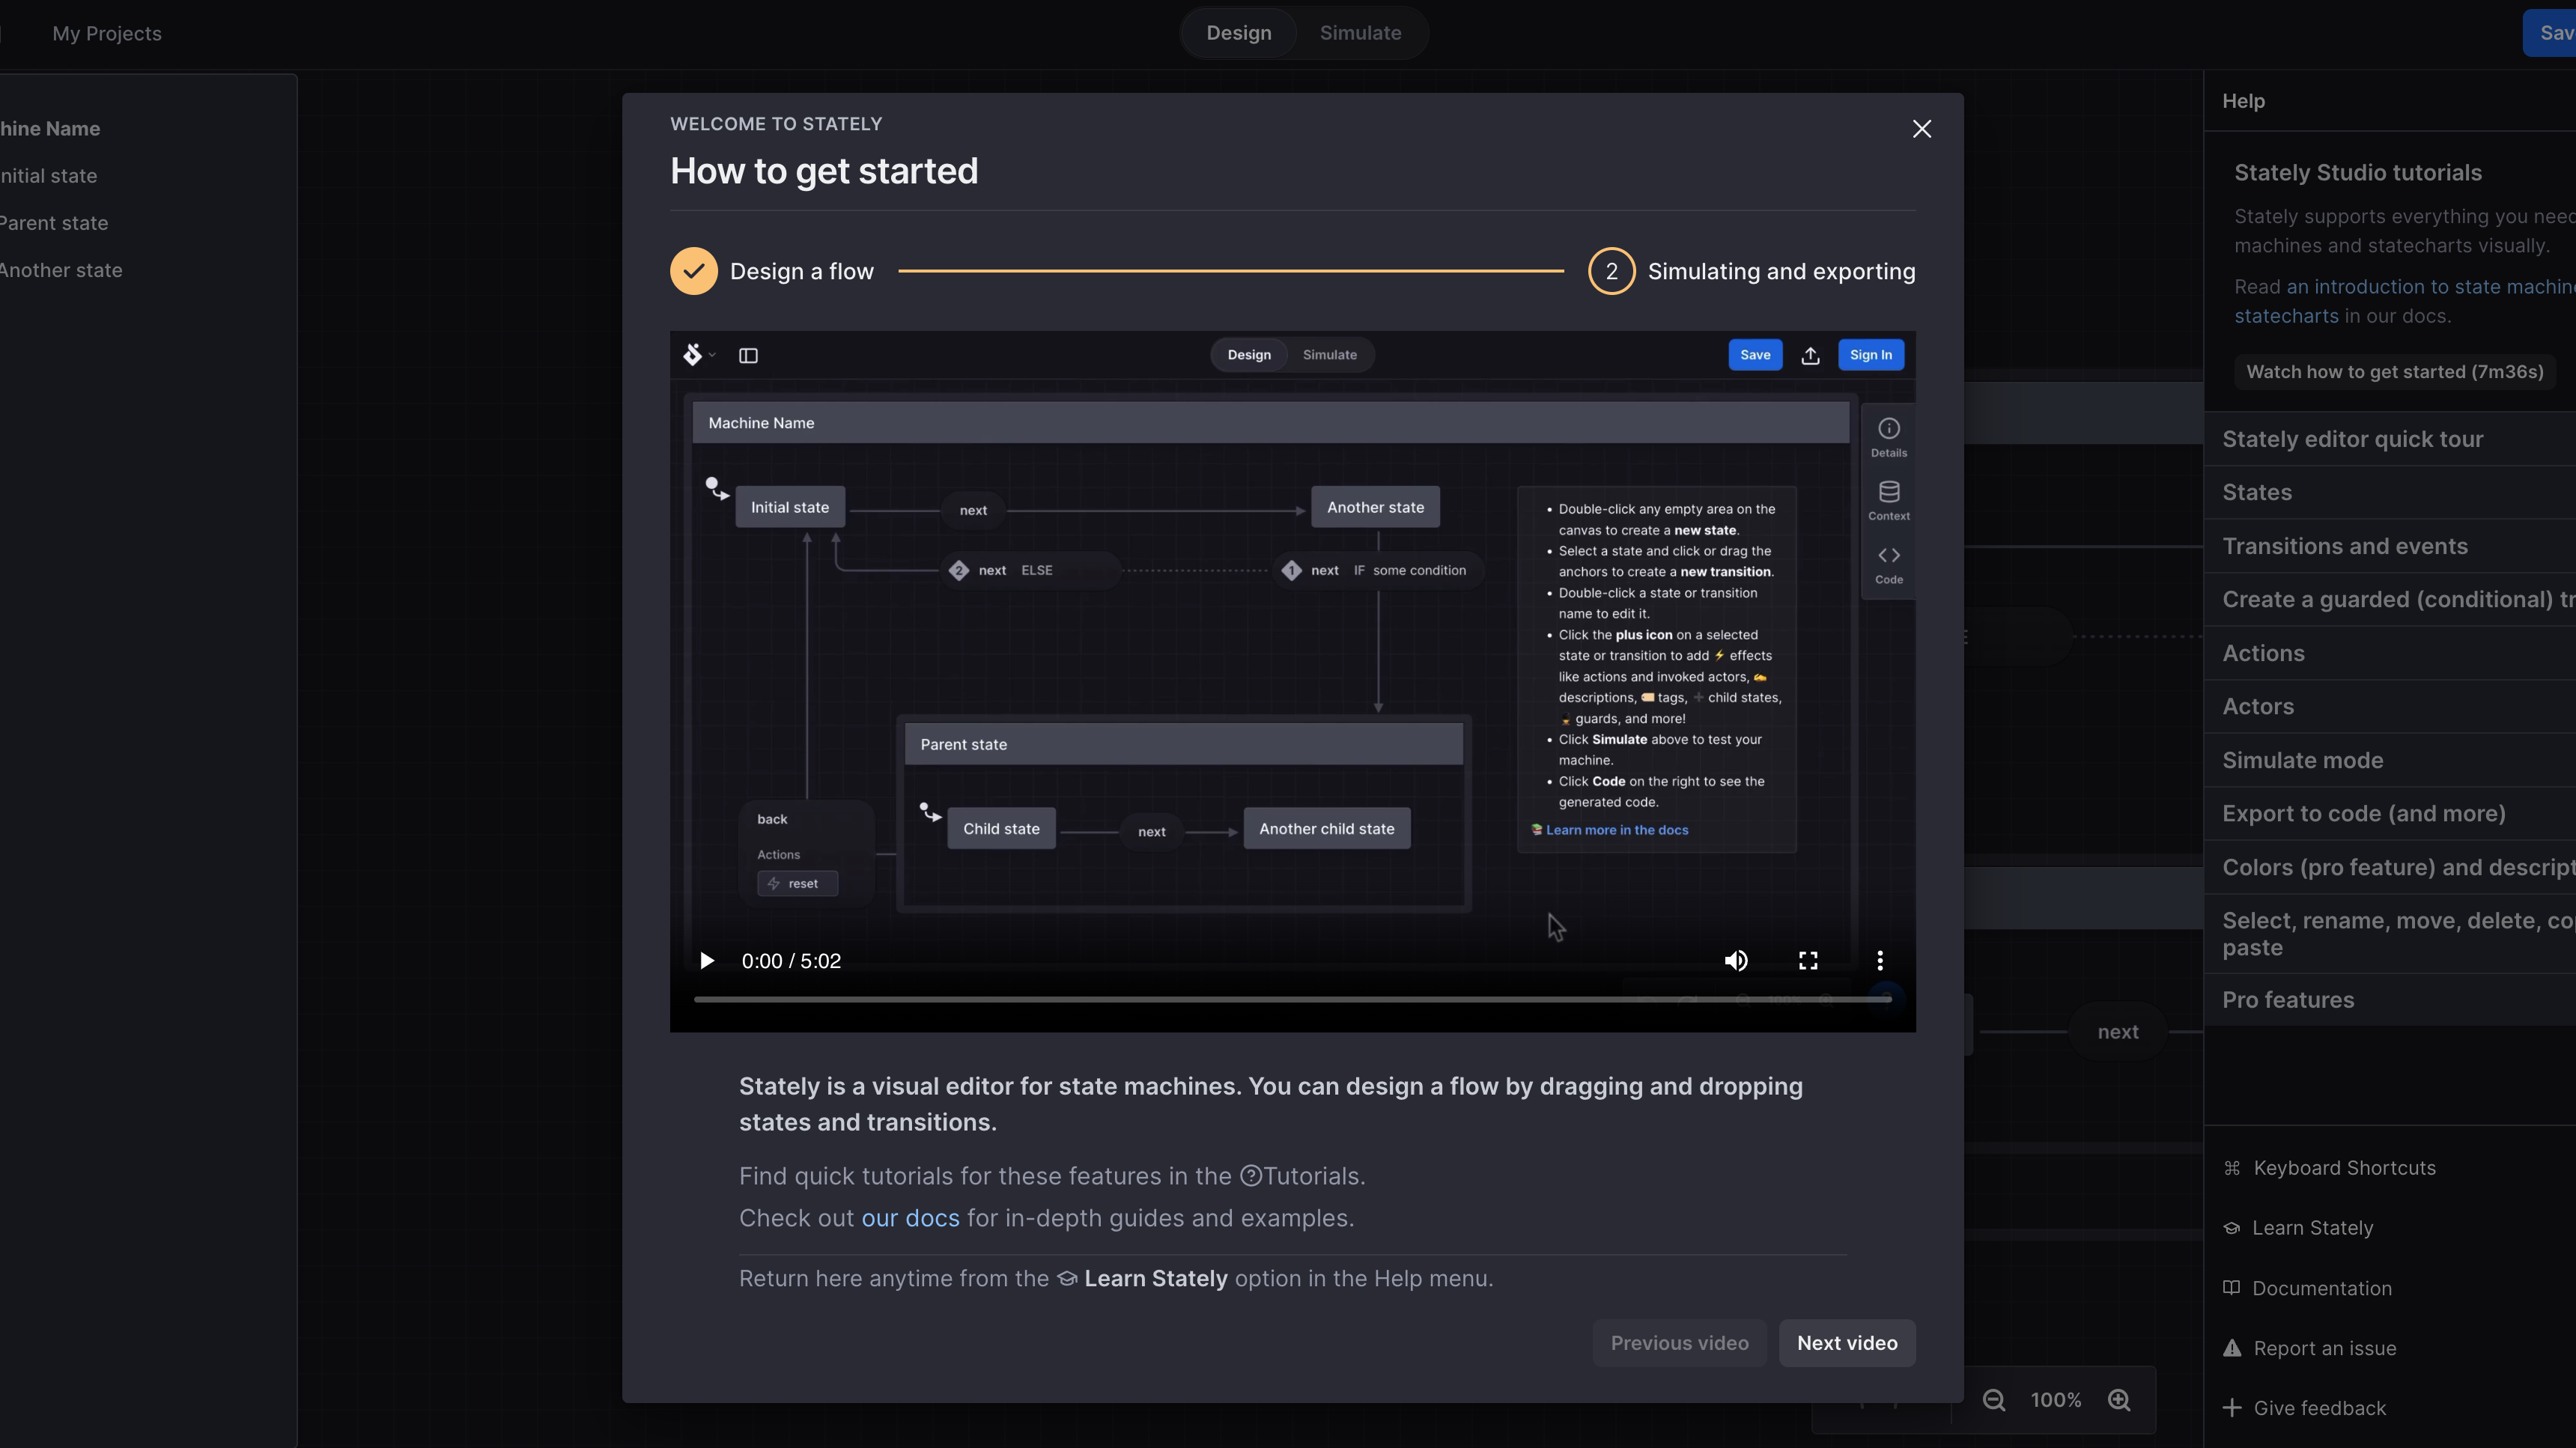 My Projects
Design
Simulate
hine Name
nitial state
Parent state
Another state
WELCOME TO STATELY
How to get started
Design a flow
2
Simulating and exporting
Design
Simulate
Save
Sign In
Machine Name
Details
Context
Code
Initial state
next
Another state
2 next ELSE
1 next IF some condition
• Double-click any empty area on the
canvas to create a new state.
• Select a state and click or drag the
anchors to create a new transition.
• Double-click a state or transition
name to edit it.
• Click the plus icon on a selected
state or transition to add ⚡ effects
like actions and invoked actors, ✍️
descriptions, 🏷️ tags, ➕ child states,
guards, and more!
• Click Simulate above to test your
machine.
• Click Code on the right to see the
generated code.
📚 Learn more in the docs
Parent state
Child state
next
Another child state
back
Actions
reset
0:00 / 5:02
Stately is a visual editor for state machines. You can design a flow by dragging and dropping
states and transitions.
Find quick tutorials for these features in the Tutorials.
Check out our docs for in-depth guides and examples.
Return here anytime from the Learn Stately option in the Help menu.
Previous video
Next video
next
100%
Sav
Help
Stately Studio tutorials
Stately supports everything you need
machines and statecharts visually.
Read an introduction to state machine
statecharts in our docs.
Watch how to get started (7m36s)
Stately editor quick tour
States
Transitions and events
Create a guarded (conditional) tr
Actions
Actors
Simulate mode
Export to code (and more)
Colors (pro feature) and descript
Select, rename, move, delete, co
paste
Pro features
⌘ Keyboard Shortcuts
Learn Stately
Documentation
Report an issue
Give feedback